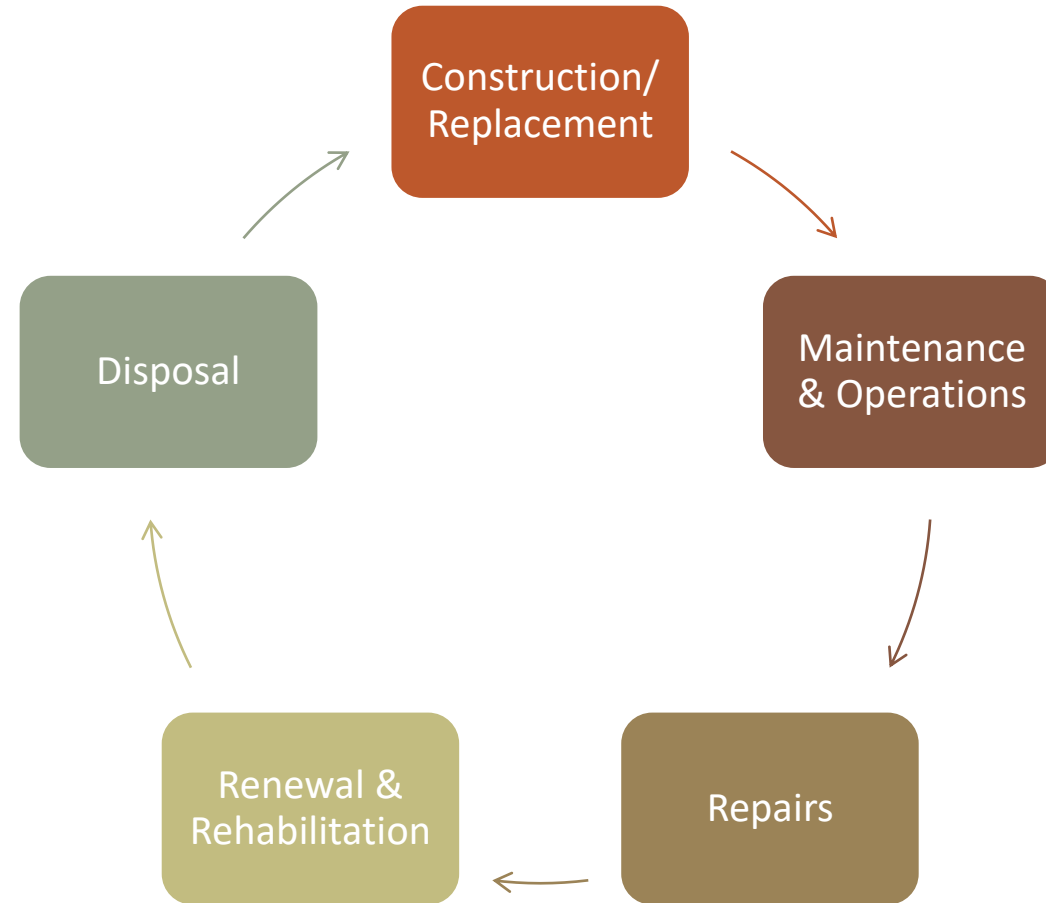 Construction/
Replacement
Maintenance
& Operations
Repairs
Renewal &
Rehabilitation
Disposal